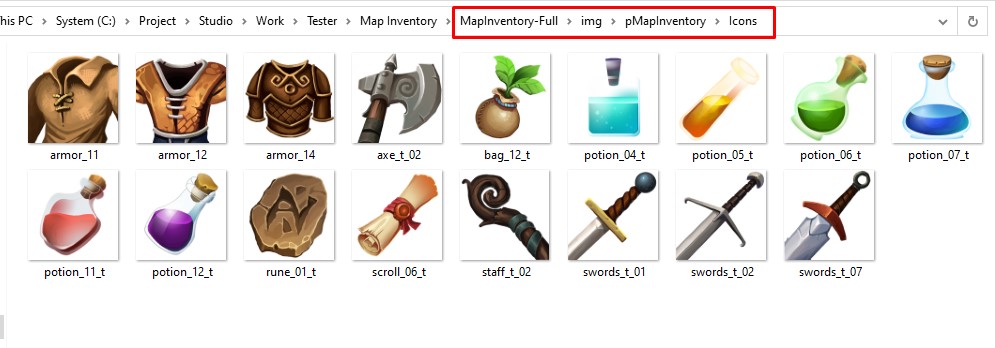 his PC > System (C:) > Project > Studio > Work > Tester > Map Inventory > MapInventory-Full > img > pMapInventory > Icons
armor_11 armor_12 armor_14 axe_t_02 bag_12_t potion_04_t potion_05_t potion_06_t potion_07_t
potion_11_t potion_12_t rune_01_t scroll_06_t staff_t_02 swords_t_01 swords_t_02 swords_t_07